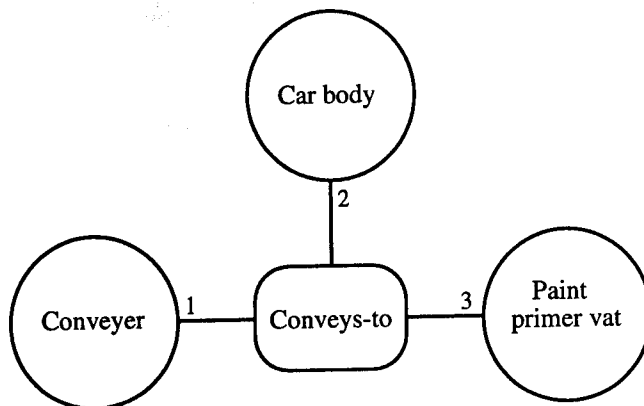 Car body
2
Conveyer
1
Conveys-to
3
Paint
primer vat